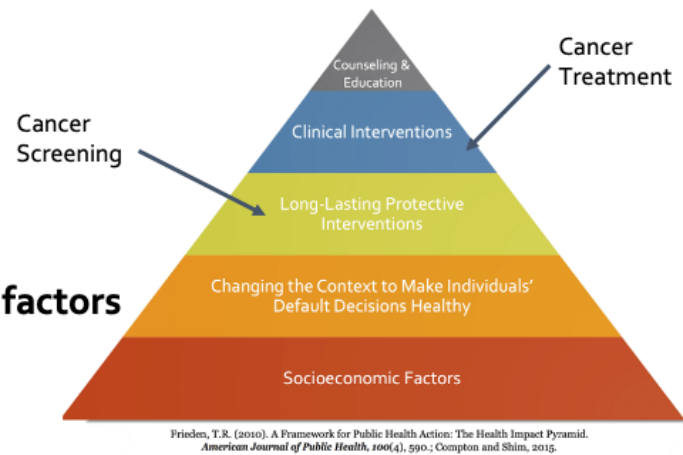 Counseling &
Education
Cancer
Treatment
Clinical Interventions
Cancer
Screening
Long-Lasting Protective
Interventions
factors
Changing the Context to Make Individuals’
Default Decisions Healthy
Socioeconomic Factors
Frieden, T.R. (2010). A Framework for Public Health Action: The Health Impact Pyramid.
American Journal of Public Health, 100(4), 590.; Compton and Shim, 2015.